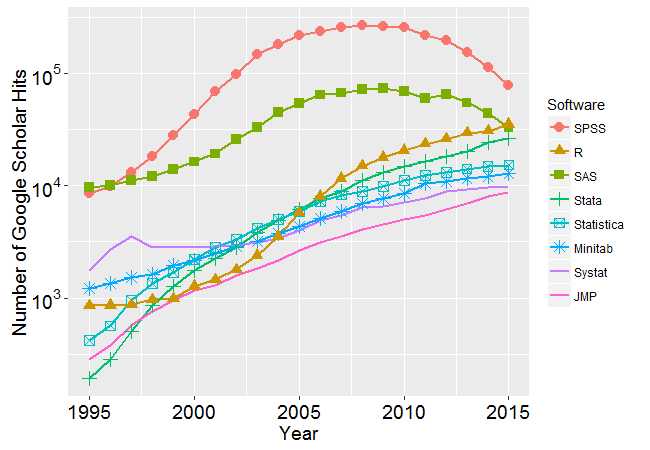 Number of Google Scholar Hits
10^5
10^4
10^3
1995
2000
2005
2010
2015
Year
Software
SPSS
R
SAS
Stata
Statistica
Minitab
Systat
JMP